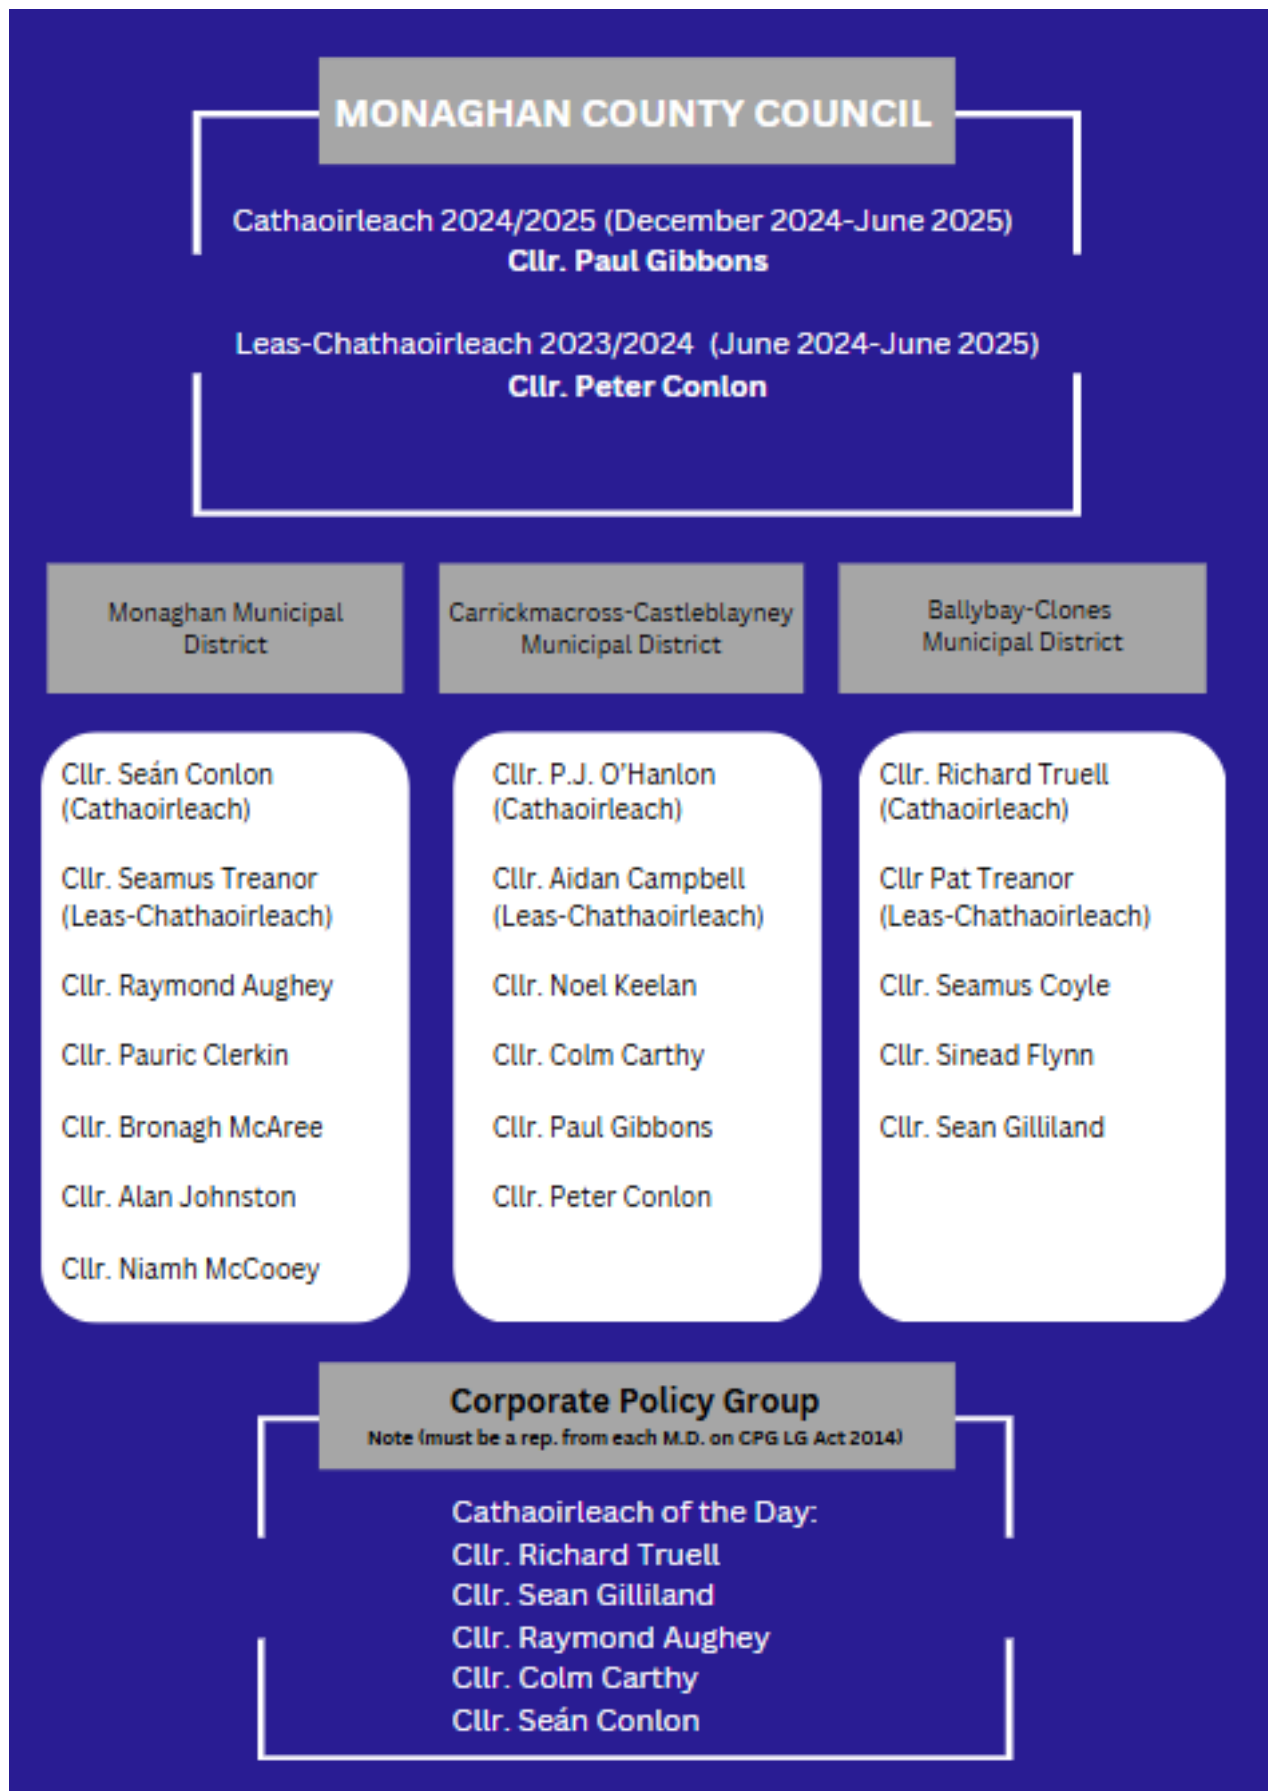 MONAGHAN COUNTY COUNCIL
Cathaoirleach 2024/2025 (December 2024-June 2025)
Cllr. Paul Gibbons
Leas-Chathaoirleach 2023/2024 (June 2024-June 2025)
Cllr. Peter Conlon
Monaghan Municipal
District
Cllr. Seán Conlon
(Cathaoirleach)
Cllr. Seamus Treanor
(Leas-Chathaoirleach)
Cllr. Raymond Aughey
Cllr. Pauric Clerkin
Cllr. Bronagh McAree
Cllr. Alan Johnston
Cllr. Niamh McCooey
Carrickmacross-Castleblayney
Municipal District
Cllr. P.J. O'Hanlon
(Cathaoirleach)
Cllr. Aidan Campbell
(Leas-Chathaoirleach)
Cllr. Noel Keelan
Cllr. Colm Carthy
Cllr. Paul Gibbons
Cllr. Peter Conlon
Ballybay-Clones
Municipal District
Cllr. Richard Truell
(Cathaoirleach)
Cllr Pat Treanor
(Leas-Chathaoirleach)
Cllr. Seamus Coyle
Cllr. Sinead Flynn
Cllr. Sean Gilliland
Corporate Policy Group
Note (must be a rep. from each M.D. on CPG LG Act 2014)
Cathaoirleach of the Day:
Cllr. Richard Truell
Cllr. Sean Gilliland
Cllr. Raymond Aughey
Cllr. Colm Carthy
Cllr. Seán Conlon